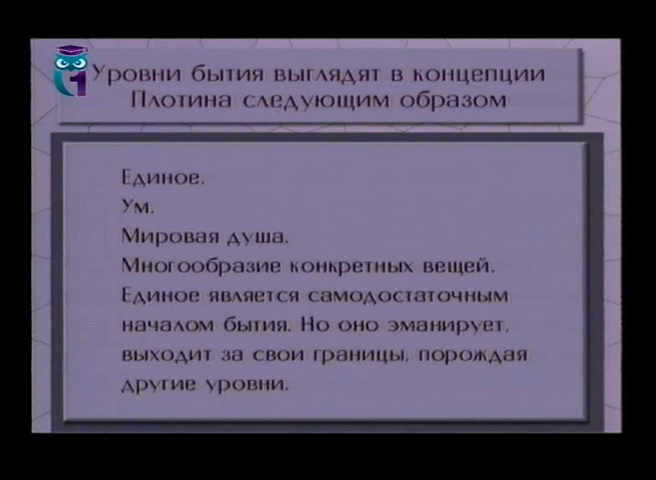 1
Уровни бытия выглядят в концепции
Плотина следующим образом
Единое.
Ум.
Мировая душа.
Многообразие конкретных вещей.
Единое является самодостаточным
началом бытия. Но оно эманирует,
выходит за свои границы, порождая
другие уровни.